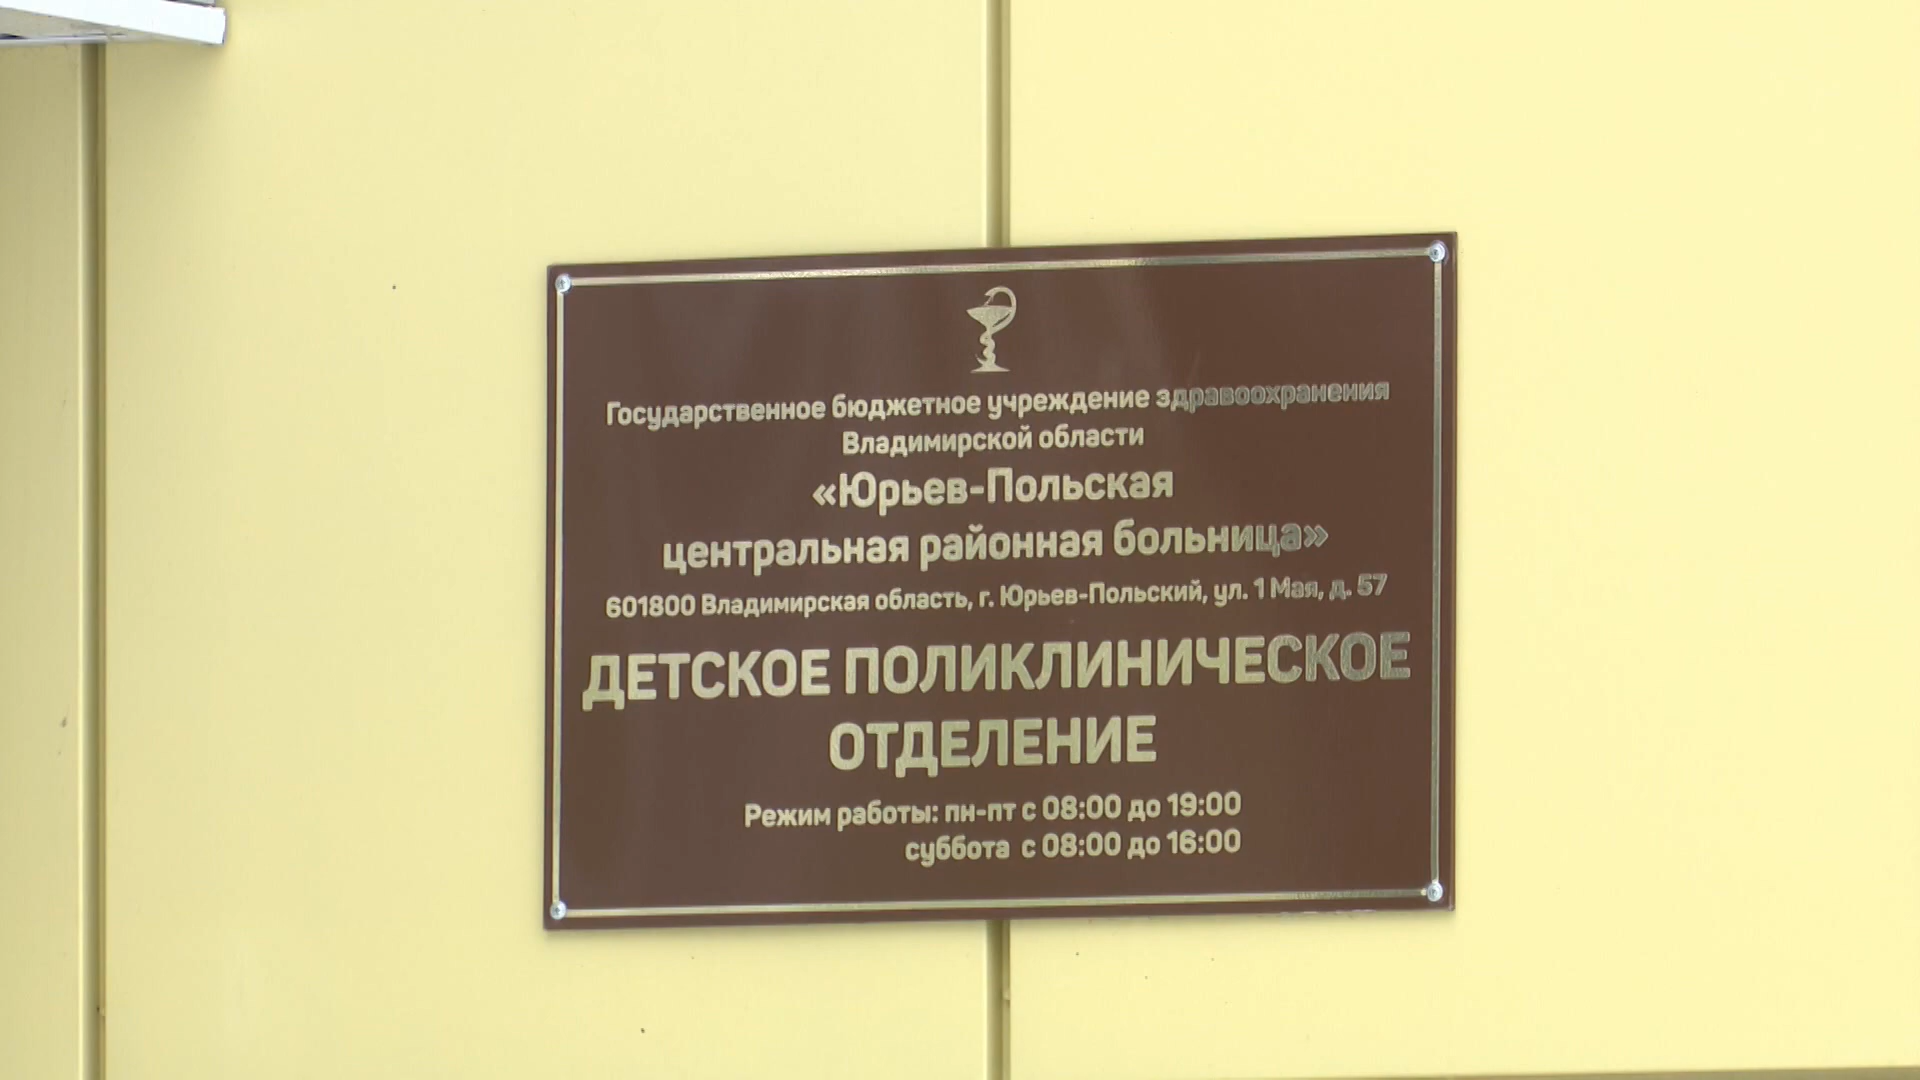 Государственное бюджетное учреждение здравоохранения
Владимирской области
«Юрьев-Польская
центральная районная больница»
601800 Владимирская область, г. Юрьев-Польский, ул. 1 Мая, д. 57
ДЕТСКОЕ ПОЛИКЛИНИЧЕСКОЕ
ОТДЕЛЕНИЕ
Режим работы: пн-пт с 08:00 до 19:00
суббота с 08:00 до 16:00